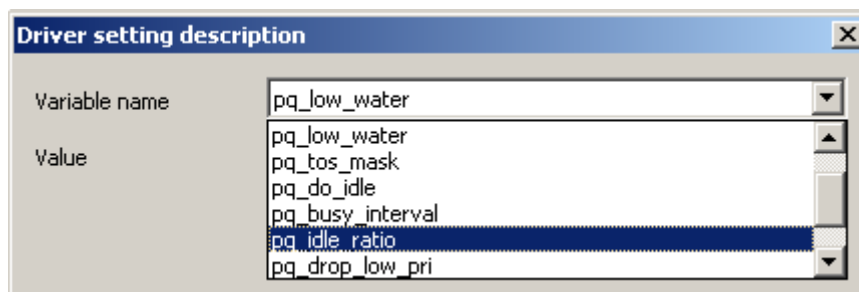 Driver setting description
Variable name
pq_low_water
Value
pq_low_water
pq_tos_mask
pq_do_idle
pq_busy_interval
pq_idle_ratio
pq_drop_low_pri